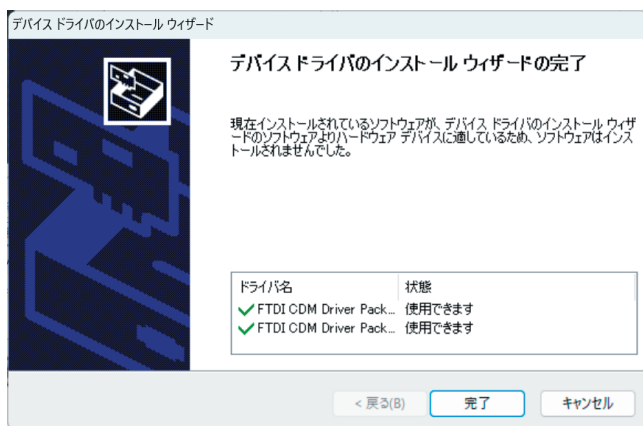 デバイス ドライバのインストール ウィザード
デバイス ドライバのインストール ウィザードの完了
現在インストールされているソフトウェアが、デバイス ドライバのインストール ウィザ
ードのソフトウェアよりハードウェア デバイスに適しているため、ソフトウェアはインス
トールされませんでした。
ドライバ名 状態
FTDI CDM Driver Pack... 使用できます
FTDI CDM Driver Pack... 使用できます
< 戻る(B) 完了 キャンセル